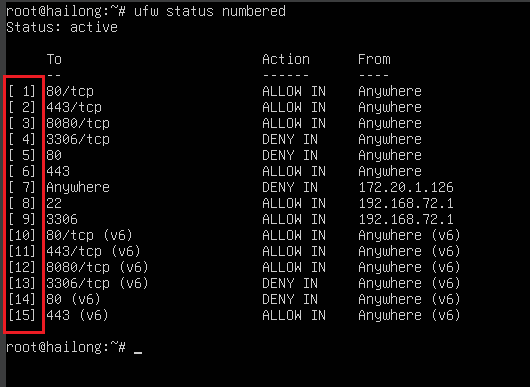 root@hailong:~# ufw status numbered
Status: active
To Action From
-- ------ ----
[ 1] 80/tcp ALLOW IN Anywhere
[ 2] 443/tcp ALLOW IN Anywhere
[ 3] 8080/tcp ALLOW IN Anywhere
[ 4] 3306/tcp DENY IN Anywhere
[ 5] 80 DENY IN Anywhere
[ 6] 443 ALLOW IN Anywhere
[ 7] Anywhere DENY IN 172.20.1.126
[ 8] 22 ALLOW IN 192.168.72.1
[ 9] 3306 ALLOW IN 192.168.72.1
[10] 80/tcp (v6) ALLOW IN Anywhere (v6)
[11] 443/tcp (v6) ALLOW IN Anywhere (v6)
[12] 8080/tcp (v6) ALLOW IN Anywhere (v6)
[13] 3306/tcp (v6) DENY IN Anywhere (v6)
[14] 80 (v6) DENY IN Anywhere (v6)
[15] 443 (v6) ALLOW IN Anywhere (v6)
root@hailong:~# _